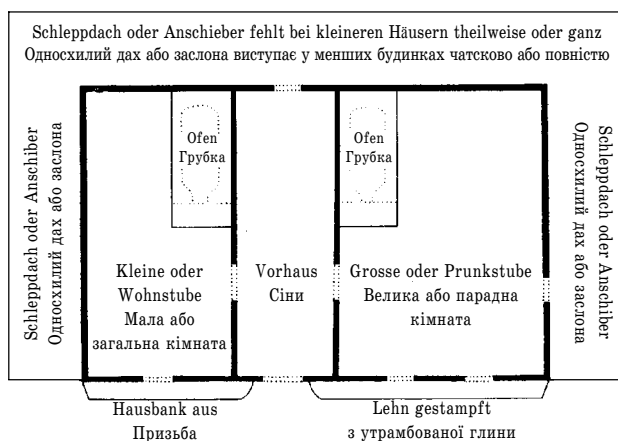 Schleppdach oder Anschieber fehlt bei kleineren Häusern theilweise oder ganz
Односхилий дах або заслона виступає у менших будинках чатсково або повністю
Schleppdach oder Anschiber
Односхилий дах або заслона
Ofen
Грубка
Ofen
Грубка
Kleine oder
Wohnstube
Мала або
загальна кімната
Vorhaus
Сіни
Grosse oder Prunkstube
Велика або парадна
кімната
Schleppdach oder Anschiber
Односхилий дах або заслона
Hausbank aus
Призьба
Lehn gestampft
з утрамбованої глини